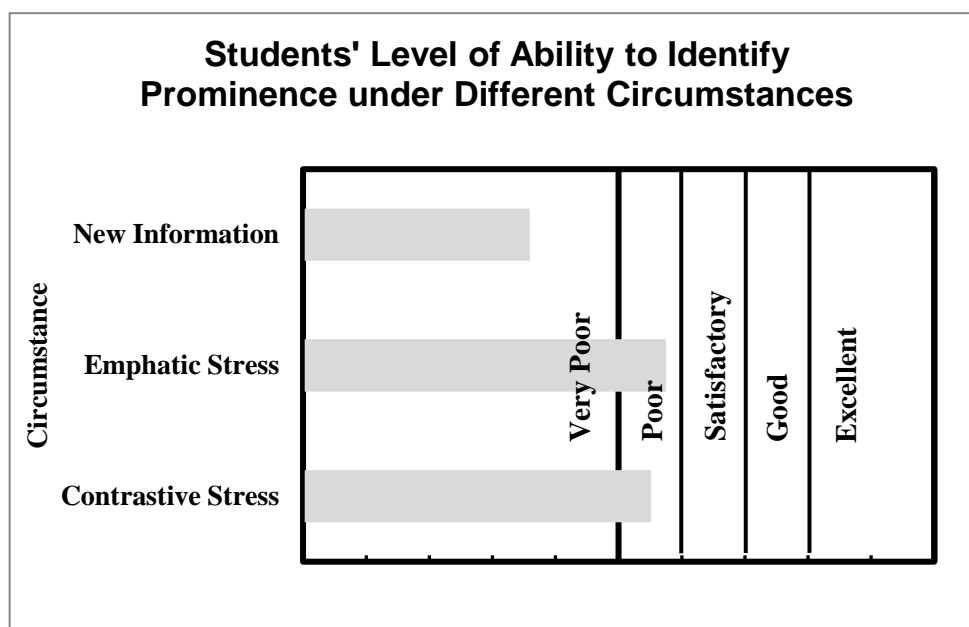 Students' Level of Ability to Identify
Prominence under Different Circumstances
Circumstance
New Information
Emphatic Stress
Contrastive Stress
Very Poor
Poor
Satisfactory
Good
Excellent